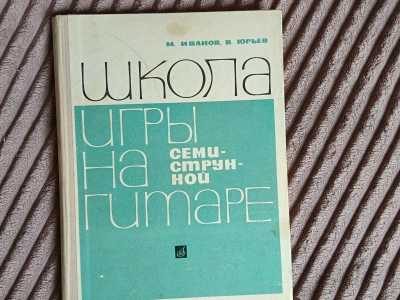 М. ИВАНОВ, В. ЮРЬЕВ
ШКОЛА
ИГРЫ
НА СЕМИ-
СТРУН-
НОЙ
ГИТАРЕ